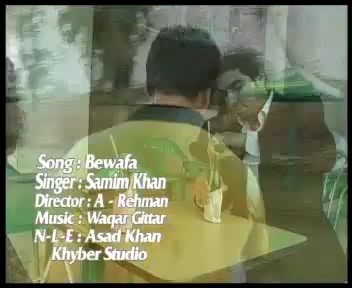 Song : Bewafa
Singer : Samim Khan
Director : A - Rehman
Music : Waqar Gittar
N-L-E : Asad Khan
Khyber Studio